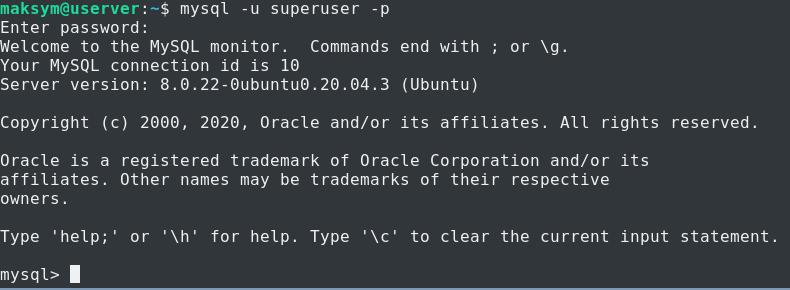 maksym@userver:~$ mysql -u superuser -p
Enter password:
Welcome to the MySQL monitor.  Commands end with ; or \g.
Your MySQL connection id is 10
Server version: 8.0.22-0ubuntu0.20.04.3 (Ubuntu)
Copyright (c) 2000, 2020, Oracle and/or its affiliates. All rights reserved.
Oracle is a registered trademark of Oracle Corporation and/or its
affiliates. Other names may be trademarks of their respective
owners.
Type 'help;' or '\h' for help. Type '\c' to clear the current input statement.
mysql>